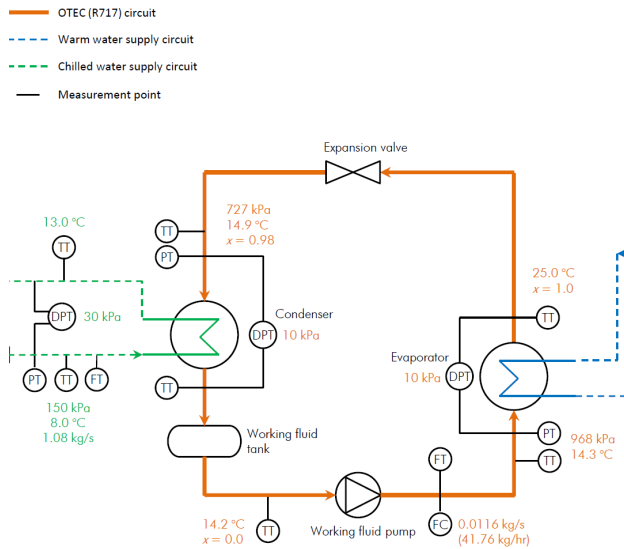 OTEC (R717) circuit
Warm water supply circuit
Chilled water supply circuit
Measurement point
Expansion valve
727 kPa
14.9 °C
x = 0.98
TT
PT
13.0 °C
TT
DPT
30 kPa
Condenser
DPT
10 kPa
25.0 °C
x = 1.0
TT
Evaporator
DPT
10 kPa
PT
TT
FT
150 kPa
8.0 °C
1.08 kg/s
TT
Working fluid
tank
PT
TT
968 kPa
14.3 °C
FT
14.2 °C
x = 0.0
TT
Working fluid pump
FC
0.0116 kg/s
(41.76 kg/hr)